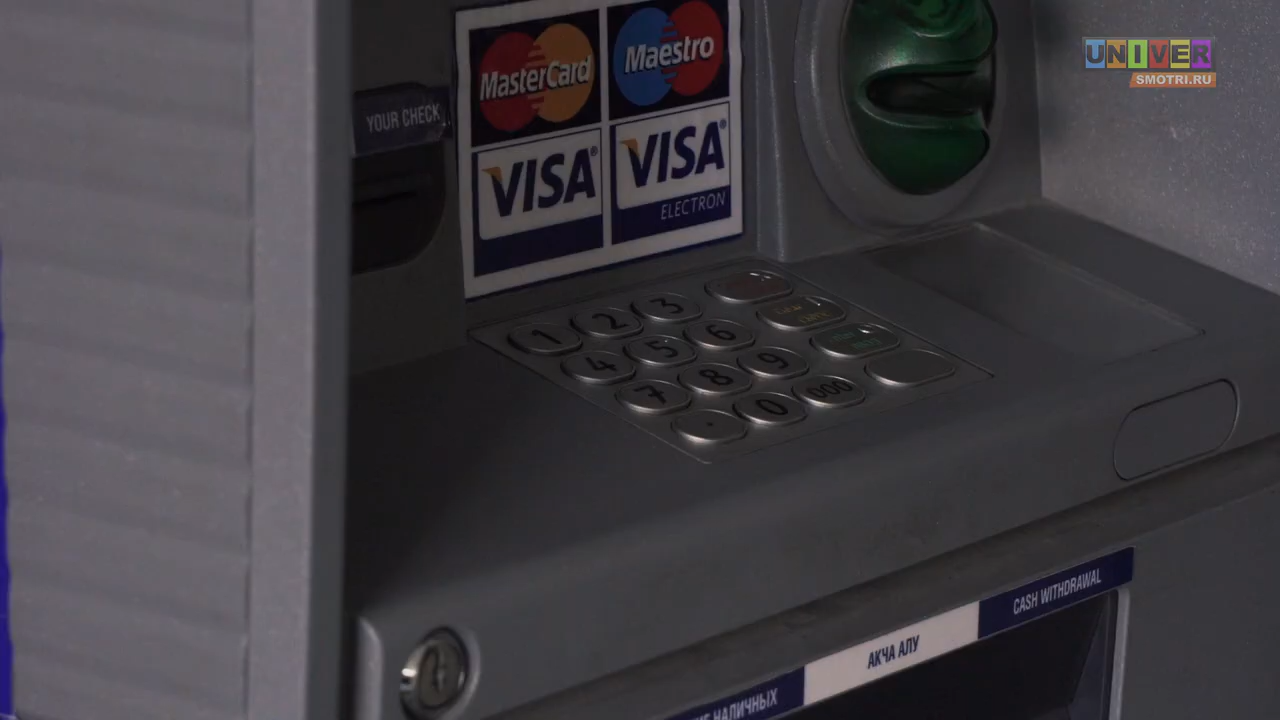 UNIVER
SMOTRI.RU
MasterCard
Maestro
YOUR CHECK
VISA
VISA
ELECTRON
1 2 3
4 5 6
7 8 9
. 0 000
CASH WITHDRAWAL
АКЧА АЛУ
НАЛИЧНЫХ